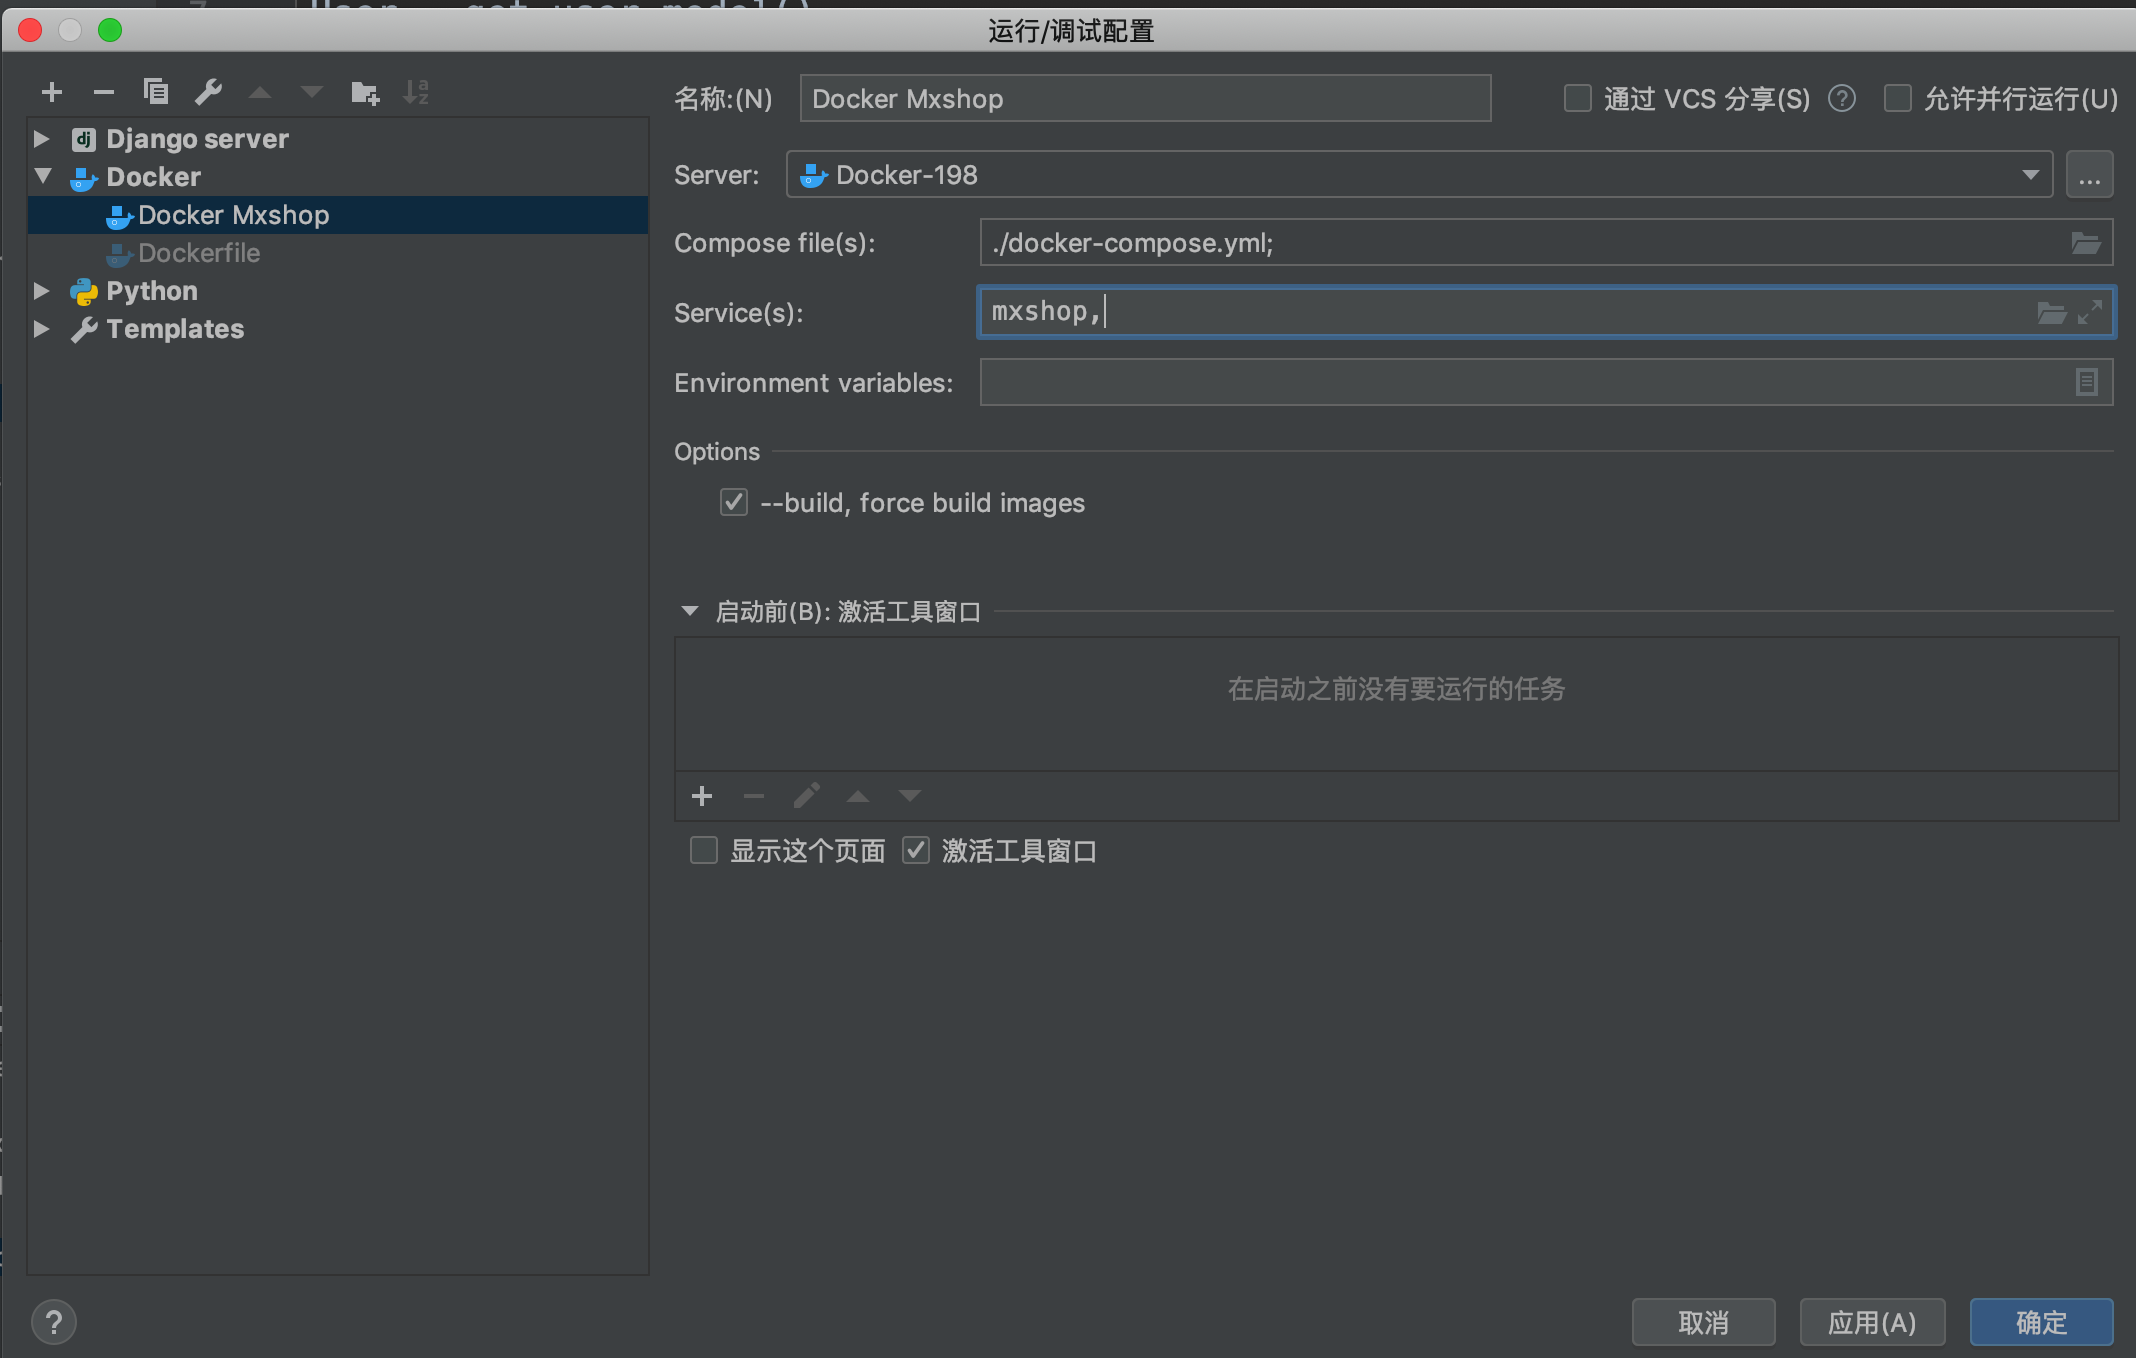 运行/调试配置
名称:(N) Docker Mxshop 通过 VCS 分享(S) ? 允许并行运行(U)
Django server
Docker
Docker Mxshop
Dockerfile
Python
Templates
Server: Docker-198 ...
Compose file(s): ./docker-compose.yml;
Service(s): mxshop,
Environment variables:
Options
--build, force build images
启动前(B): 激活工具窗口
在启动之前没有要运行的任务
显示这个页面 激活工具窗口
? 取消 应用(A) 确定